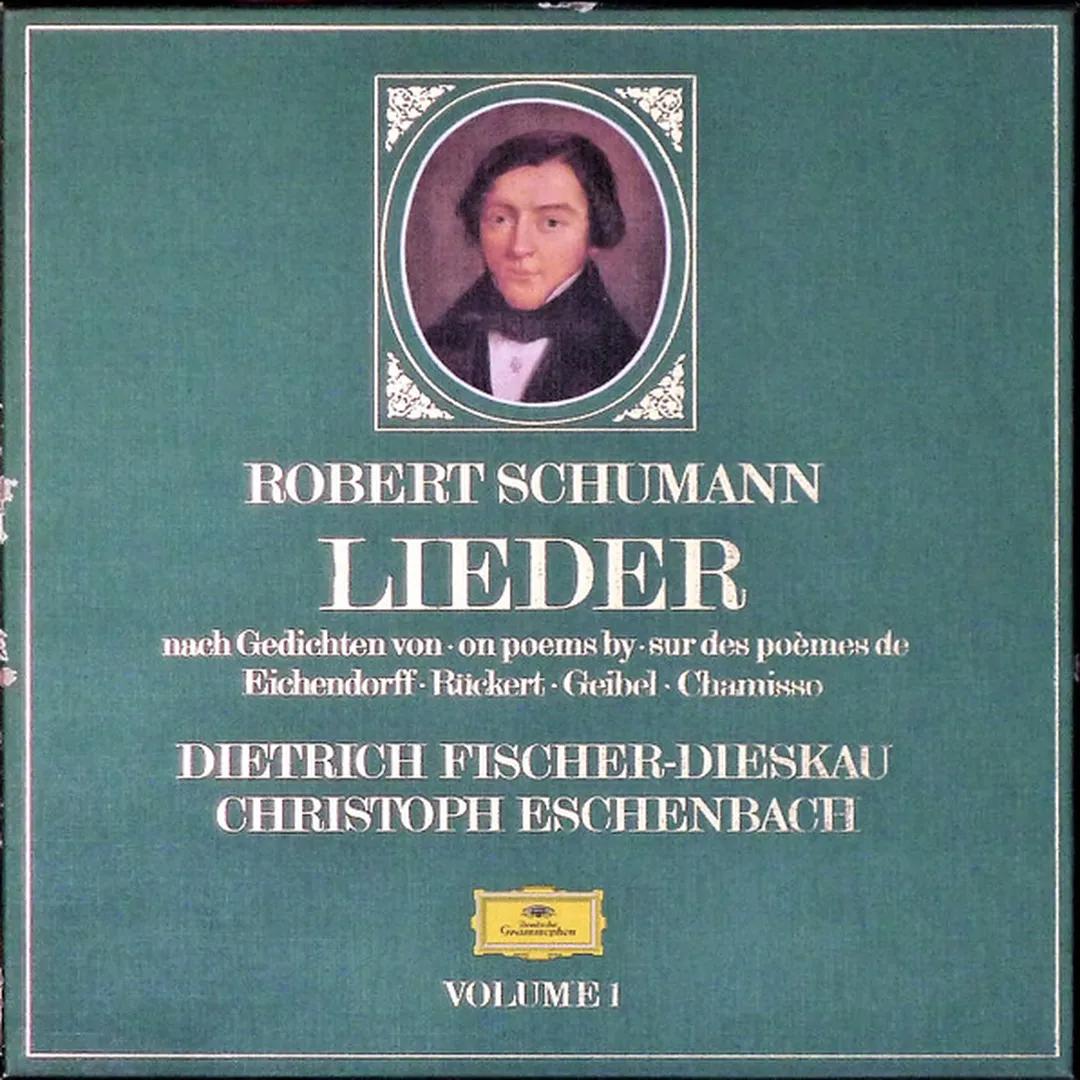 ROBERT SCHUMANN
LIEDER
nach Gedichten von · on poems by · sur des poèmes de
Eichendorff · Rückert · Geibel · Chamisso
DIETRICH FISCHER-DIESKAU
CHRISTOPH ESCHENBACH
Deutsche
Grammophon
VOLUME 1